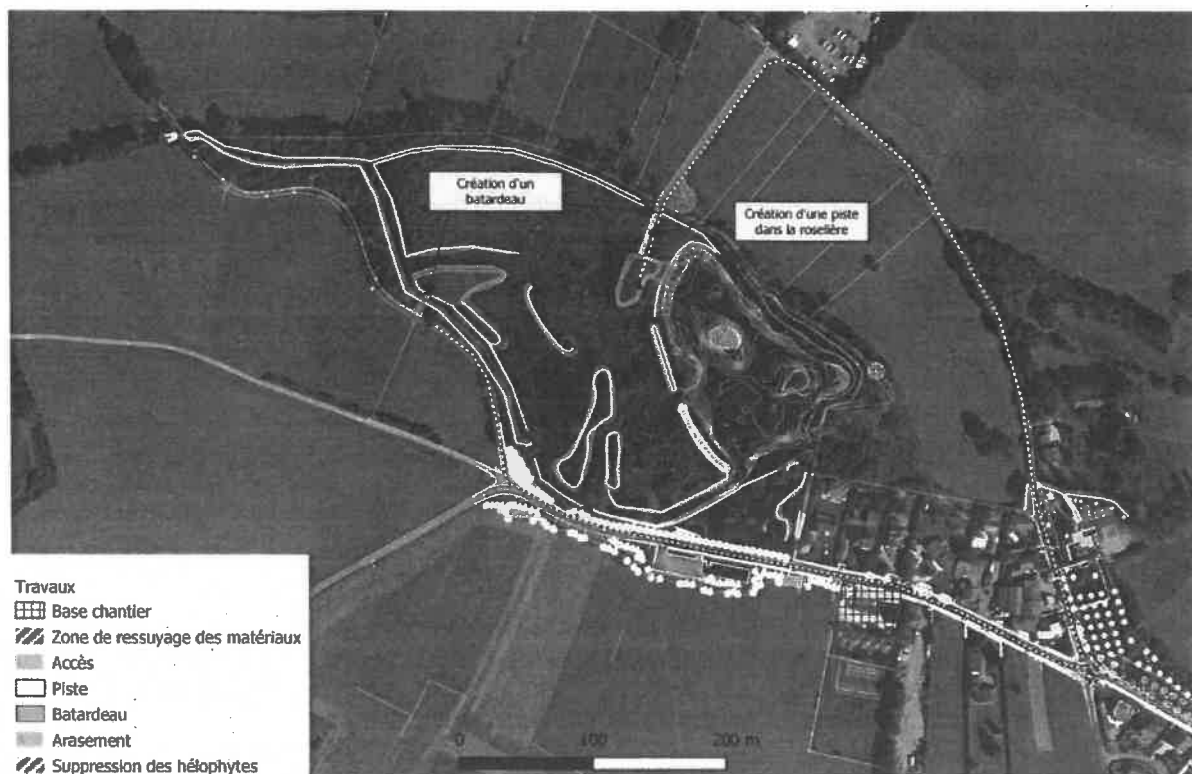 Création d'un
batardeau
Création d'une piste
dans la roselière
Travaux
Base chantier
Zone de ressuyage des matériaux
Accès
Piste
Batardeau
Arasement
Suppression des hélophytes
0 100 200 m